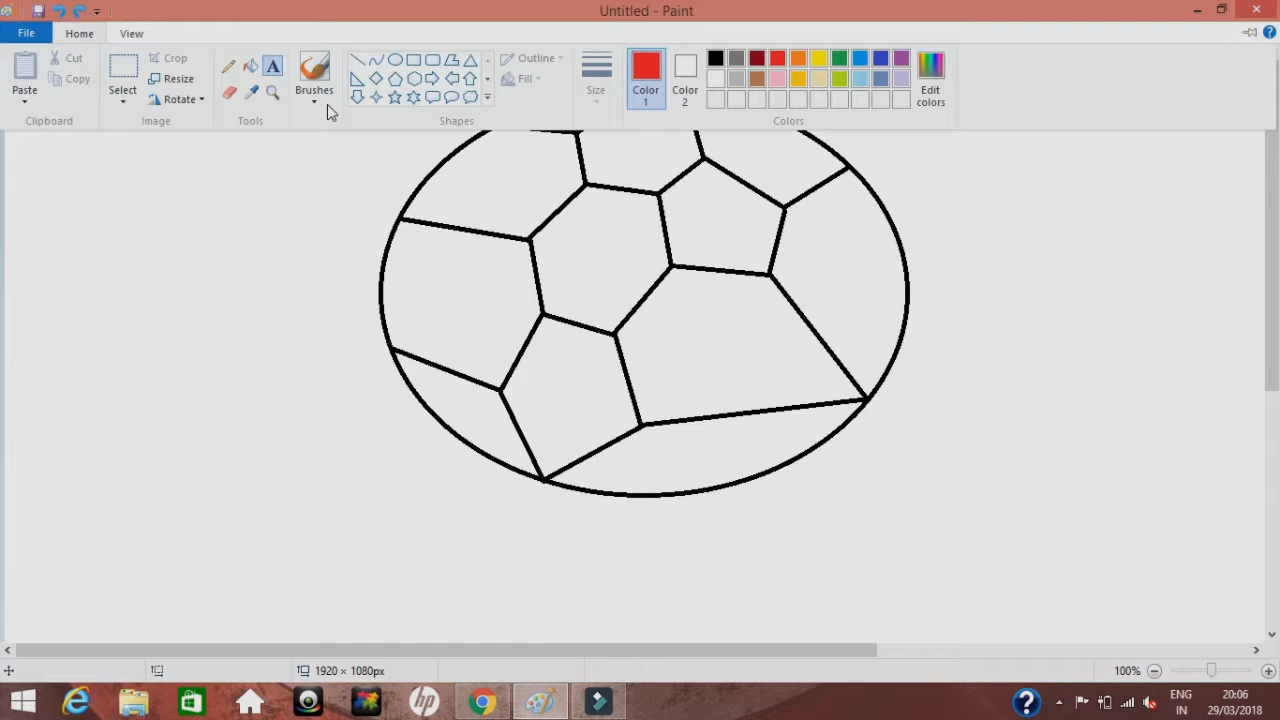 Untitled - Paint
File
Home
View
Paste
Cut
Copy
Clipboard
Select
Crop
Resize
Rotate
Image
A
Tools
Brushes
Shapes
Outline
Fill
Size
Color 1
Color 2
Edit colors
Colors
1920 × 1080px
100%
hp
?
ENG
IN
20:06
29/03/2018